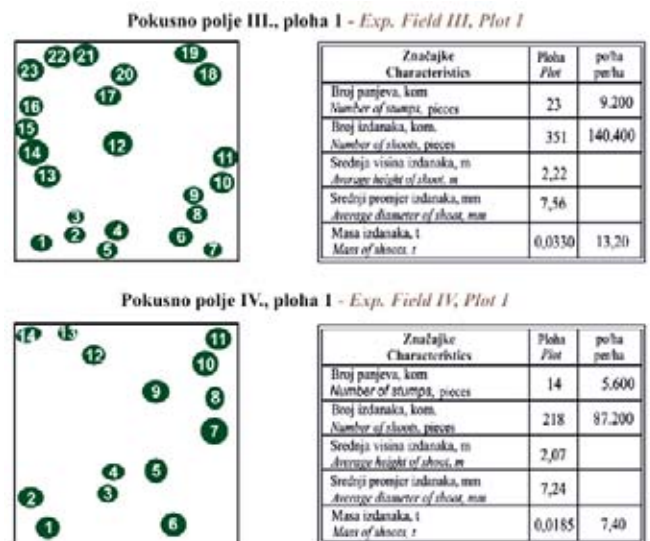 Pokusno polje III., ploha 1 - Exp. Field III, Plot 1
22 21 19
23 20 18
17
16
15
14 12 11
13 10
9
3 8
1 2 4 6
5 7
Značajke Ploha po/ha
Characteristics Plot per/ha
Broj panjeva, kom
Number of stumps, pieces 23 9.200
Broj izdanaka, kom.
Number of shoots, pieces 351 140.400
Srednja visina izdanaka, m
Average height of shoot, m 2,22
Srednji promjer izdanaka, mm
Average diameter of shoot, mm 7,56
Masa izdanaka, t
Mass of shoots, t 0,0330 13,20
Pokusno polje IV., ploha 1 - Exp. Field IV, Plot 1
14 13 11
12 10
9 8
7
4 5
2 3
1 6
Značajke Ploha po/ha
Characteristics Plot per/ha
Broj panjeva, kom
Number of stumps, pieces 14 5.600
Broj izdanaka, kom.
Number of shoots, pieces 218 87.200
Srednja visina izdanaka, m
Average height of shoot, m 2,07
Srednji promjer izdanaka, mm
Average diameter of shoot, mm 7,24
Masa izdanaka, t
Mass of shoots, t 0,0185 7,40